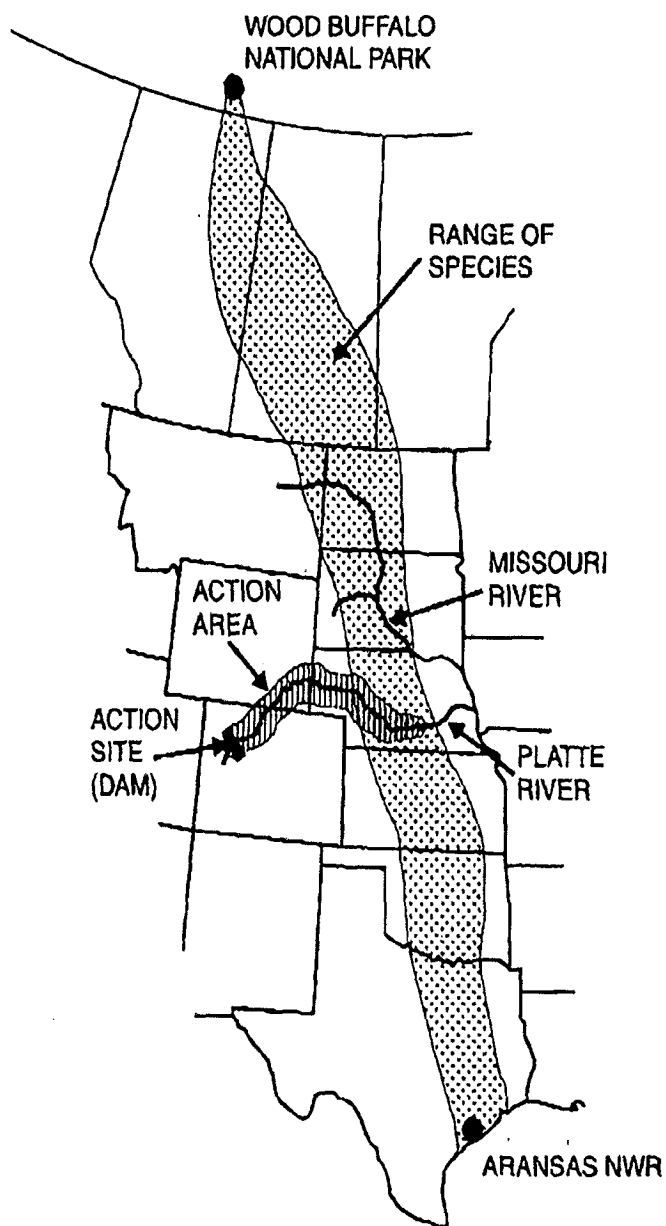 WOOD BUFFALO
NATIONAL PARK
RANGE OF
SPECIES
MISSOURI
RIVER
ACTION
AREA
ACTION
SITE
(DAM)
PLATTE
RIVER
ARANSAS NWR